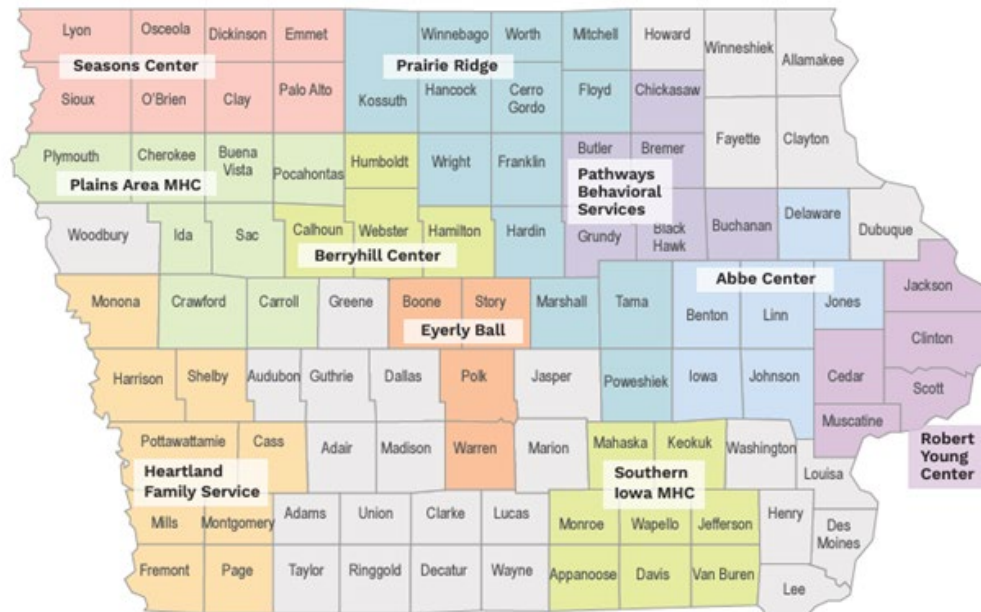 Lyon
Osceola
Dickinson
Emmet
Winnebago
Worth
Mitchell
Howard
Winneshiek
Allamakee
Seasons Center
Prairie Ridge
Sioux
O'Brien
Clay
Palo Alto
Kossuth
Hancock
Cerro
Gordo
Floyd
Chickasaw
Fayette
Clayton
Plymouth
Cherokee
Buena
Vista
Pocahontas
Humboldt
Wright
Franklin
Butler
Bremer
Plains Area MHC
Pathways
Behavioral
Services
Woodbury
Ida
Sac
Calhoun
Webster
Hamilton
Hardin
Grundy
Black
Hawk
Buchanan
Delaware
Dubuque
Berryhill Center
Abbe Center
Monona
Crawford
Carroll
Greene
Boone
Story
Marshall
Tama
Benton
Linn
Jones
Jackson
Eyerly Ball
Clinton
Harrison
Shelby
Audubon
Guthrie
Dallas
Polk
Jasper
Poweshiek
Iowa
Johnson
Cedar
Scott
Muscatine
Pottawattamie
Cass
Adair
Madison
Warren
Marion
Mahaska
Keokuk
Washington
Louisa
Robert
Young
Center
Heartland
Family Service
Southern
Iowa MHC
Mills
Montgomery
Adams
Union
Clarke
Lucas
Monroe
Wapello
Jefferson
Henry
Des
Moines
Fremont
Page
Taylor
Ringgold
Decatur
Wayne
Appanoose
Davis
Van Buren
Lee